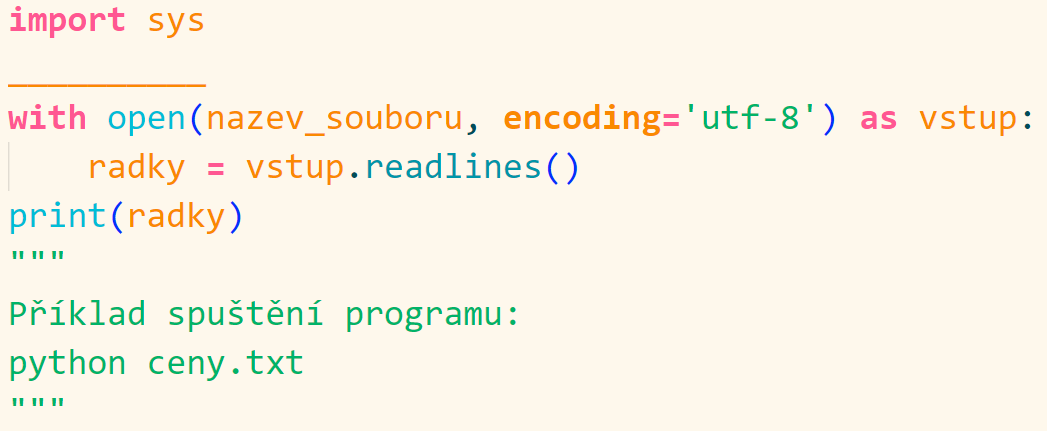 import sys
__________
with open(nazev_souboru, encoding='utf-8') as vstup:
    radky = vstup.readlines()
print(radky)
"""
Příklad spuštění programu:
python ceny.txt
"""